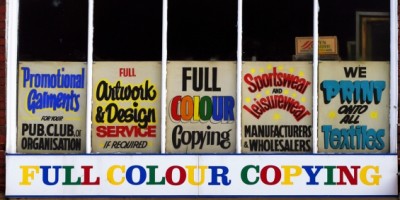 Promotional
Garments
FOR YOUR
PUB. CLUB. OR
ORGANISATION
FULL
Artwork
& Design
SERVICE
IF REQUIRED
FULL
COLOUR
Copying
Sportswear
AND
Leisurewear
MANUFACTURERS
& WHOLESALERS
WE
PRINT
ONTO
ALL
Textiles
FULL COLOUR COPYING